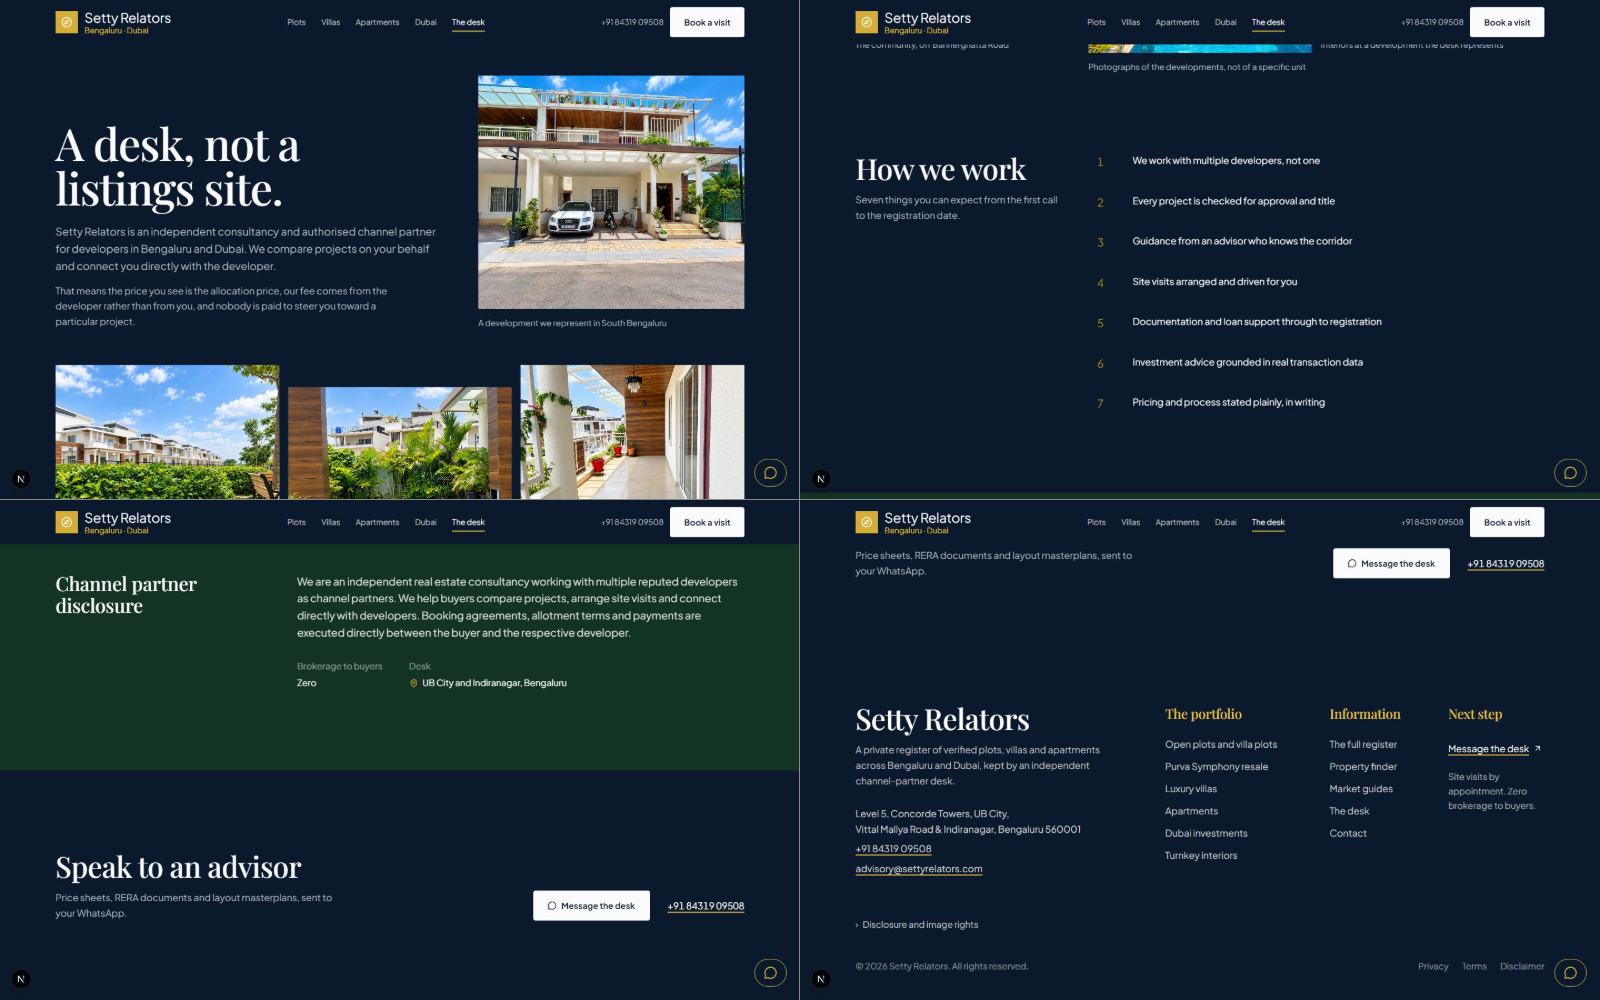 Setty Relators
Bengaluru · Dubai
Plots
Villas
Apartments
Dubai
The desk
+91 84319 09508
Book a visit
A desk, not a
listings site.
Setty Relators is an independent consultancy and authorised channel partner
for developers in Bengaluru and Dubai. We compare projects on your behalf
and connect you directly with the developer.
That means the price you see is the allocation price, our fee comes from the
developer rather than from you, and nobody is paid to steer you toward a
particular project.
A development we represent in South Bengaluru
N
Setty Relators
Bengaluru · Dubai
Plots
Villas
Apartments
Dubai
The desk
+91 84319 09508
Book a visit
The community, off Bannerghatta Road
Interiors at a development the desk represents
Photographs of the developments, not of a specific unit
How we work
Seven things you can expect from the first call
to the registration date.
1 We work with multiple developers, not one
2 Every project is checked for approval and title
3 Guidance from an advisor who knows the corridor
4 Site visits arranged and driven for you
5 Documentation and loan support through to registration
6 Investment advice grounded in real transaction data
7 Pricing and process stated plainly, in writing
N
Setty Relators
Bengaluru · Dubai
Plots
Villas
Apartments
Dubai
The desk
+91 84319 09508
Book a visit
Channel partner
disclosure
We are an independent real estate consultancy working with multiple reputed developers
as channel partners. We help buyers compare projects, arrange site visits and connect
directly with developers. Booking agreements, allotment terms and payments are
executed directly between the buyer and the respective developer.
Brokerage to buyers
Zero
Desk
UB City and Indiranagar, Bengaluru
Speak to an advisor
Price sheets, RERA documents and layout masterplans, sent to
your WhatsApp.
Message the desk
+91 84319 09508
N
Setty Relators
Bengaluru · Dubai
Plots
Villas
Apartments
Dubai
The desk
+91 84319 09508
Book a visit
Price sheets, RERA documents and layout masterplans, sent to
your WhatsApp.
Message the desk
+91 84319 09508
Setty Relators
A private register of verified plots, villas and apartments
across Bengaluru and Dubai, kept by an independent
channel-partner desk.
Level 5, Concorde Towers, UB City,
Vittal Mallya Road & Indiranagar, Bengaluru 560001
+91 84319 09508
advisory@settyrelators.com
The portfolio
Open plots and villa plots
Purva Symphony resale
Luxury villas
Apartments
Dubai investments
Turnkey interiors
Information
The full register
Property finder
Market guides
The desk
Contact
Next step
Message the desk
Site visits by
appointment. Zero
brokerage to buyers.
› Disclosure and image rights
© 2026 Setty Relators. All rights reserved.
Privacy
Terms
Disclaimer
N